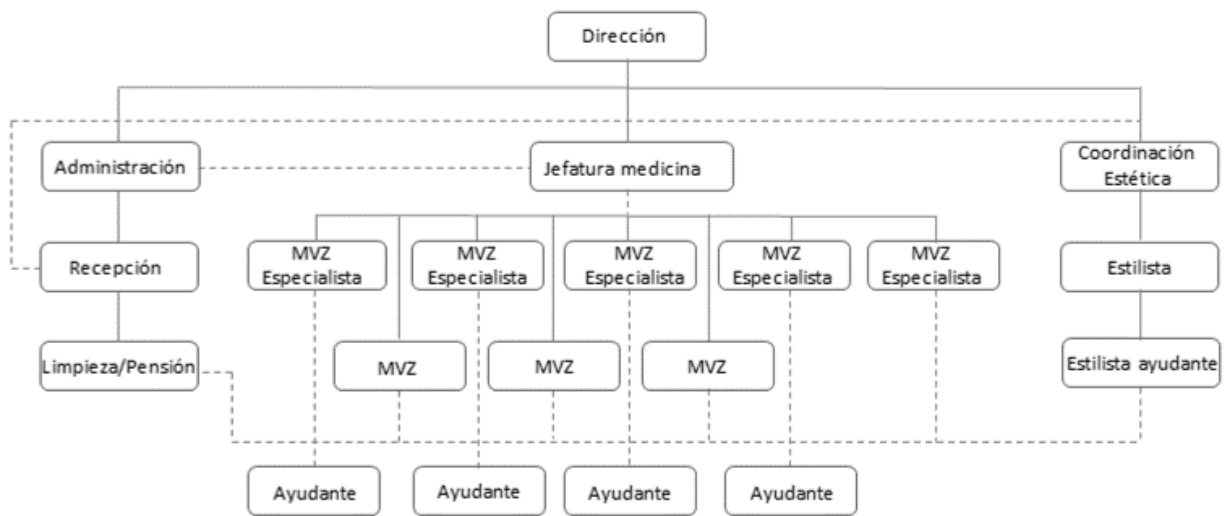 Dirección
Administración
Jefatura medicina
Coordinación
Estética
Recepción
MVZ
Especialista
MVZ
Especialista
MVZ
Especialista
MVZ
Especialista
MVZ
Especialista
Estilista
Limpieza/Pensión
MVZ
MVZ
MVZ
Estilista ayudante
Ayudante
Ayudante
Ayudante
Ayudante